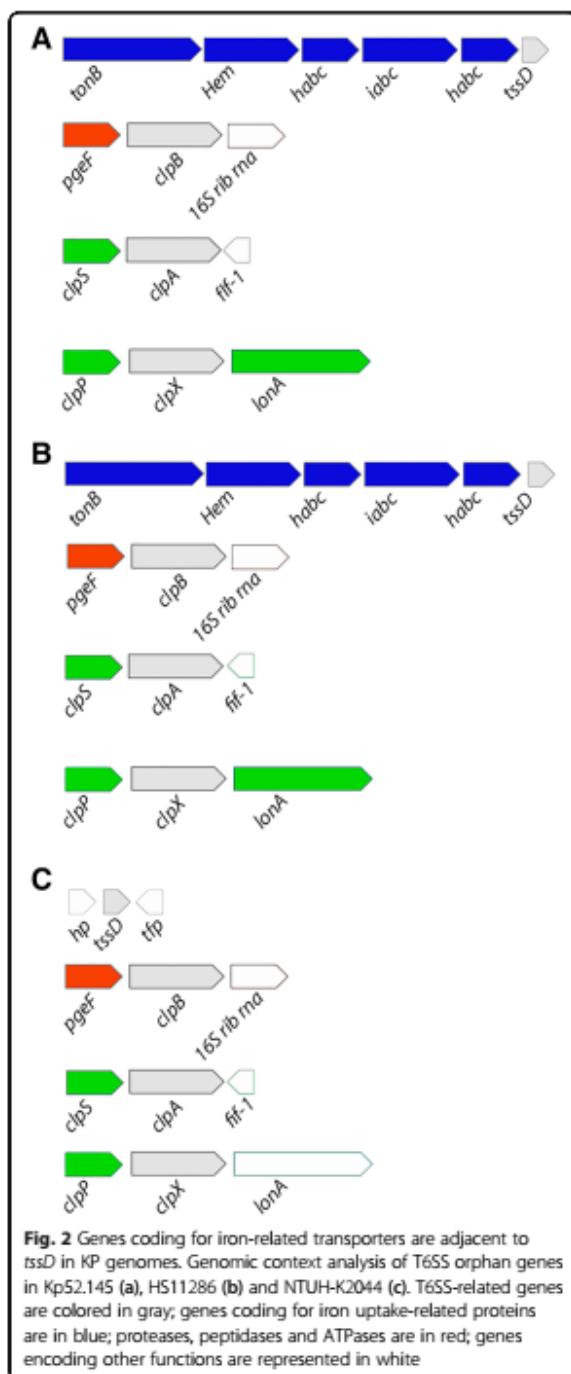 A
tonB Hem habc iabc habc tssD
pgeF clpB 16S rib rna
clpS clpA flf-1
clpP clpX lonA
B
tonB Hem habc iabc habc tssD
pgeF clpB 16S rib rna
clpS clpA fif-1
clpP clpX lonA
C
hp tssD tfp
pgeF clpB 16S rib rna
clpS clpA fif-1
clpP clpX lonA
Fig. 2 Genes coding for iron-related transporters are adjacent to
tssD in KP genomes. Genomic context analysis of T6SS orphan genes
in Kp52.145 (a), HS11286 (b) and NTUH-K2044 (c). T6SS-related genes
are colored in gray; genes coding for iron uptake-related proteins
are in blue; proteases, peptidases and ATPases are in red; genes
encoding other functions are represented in white